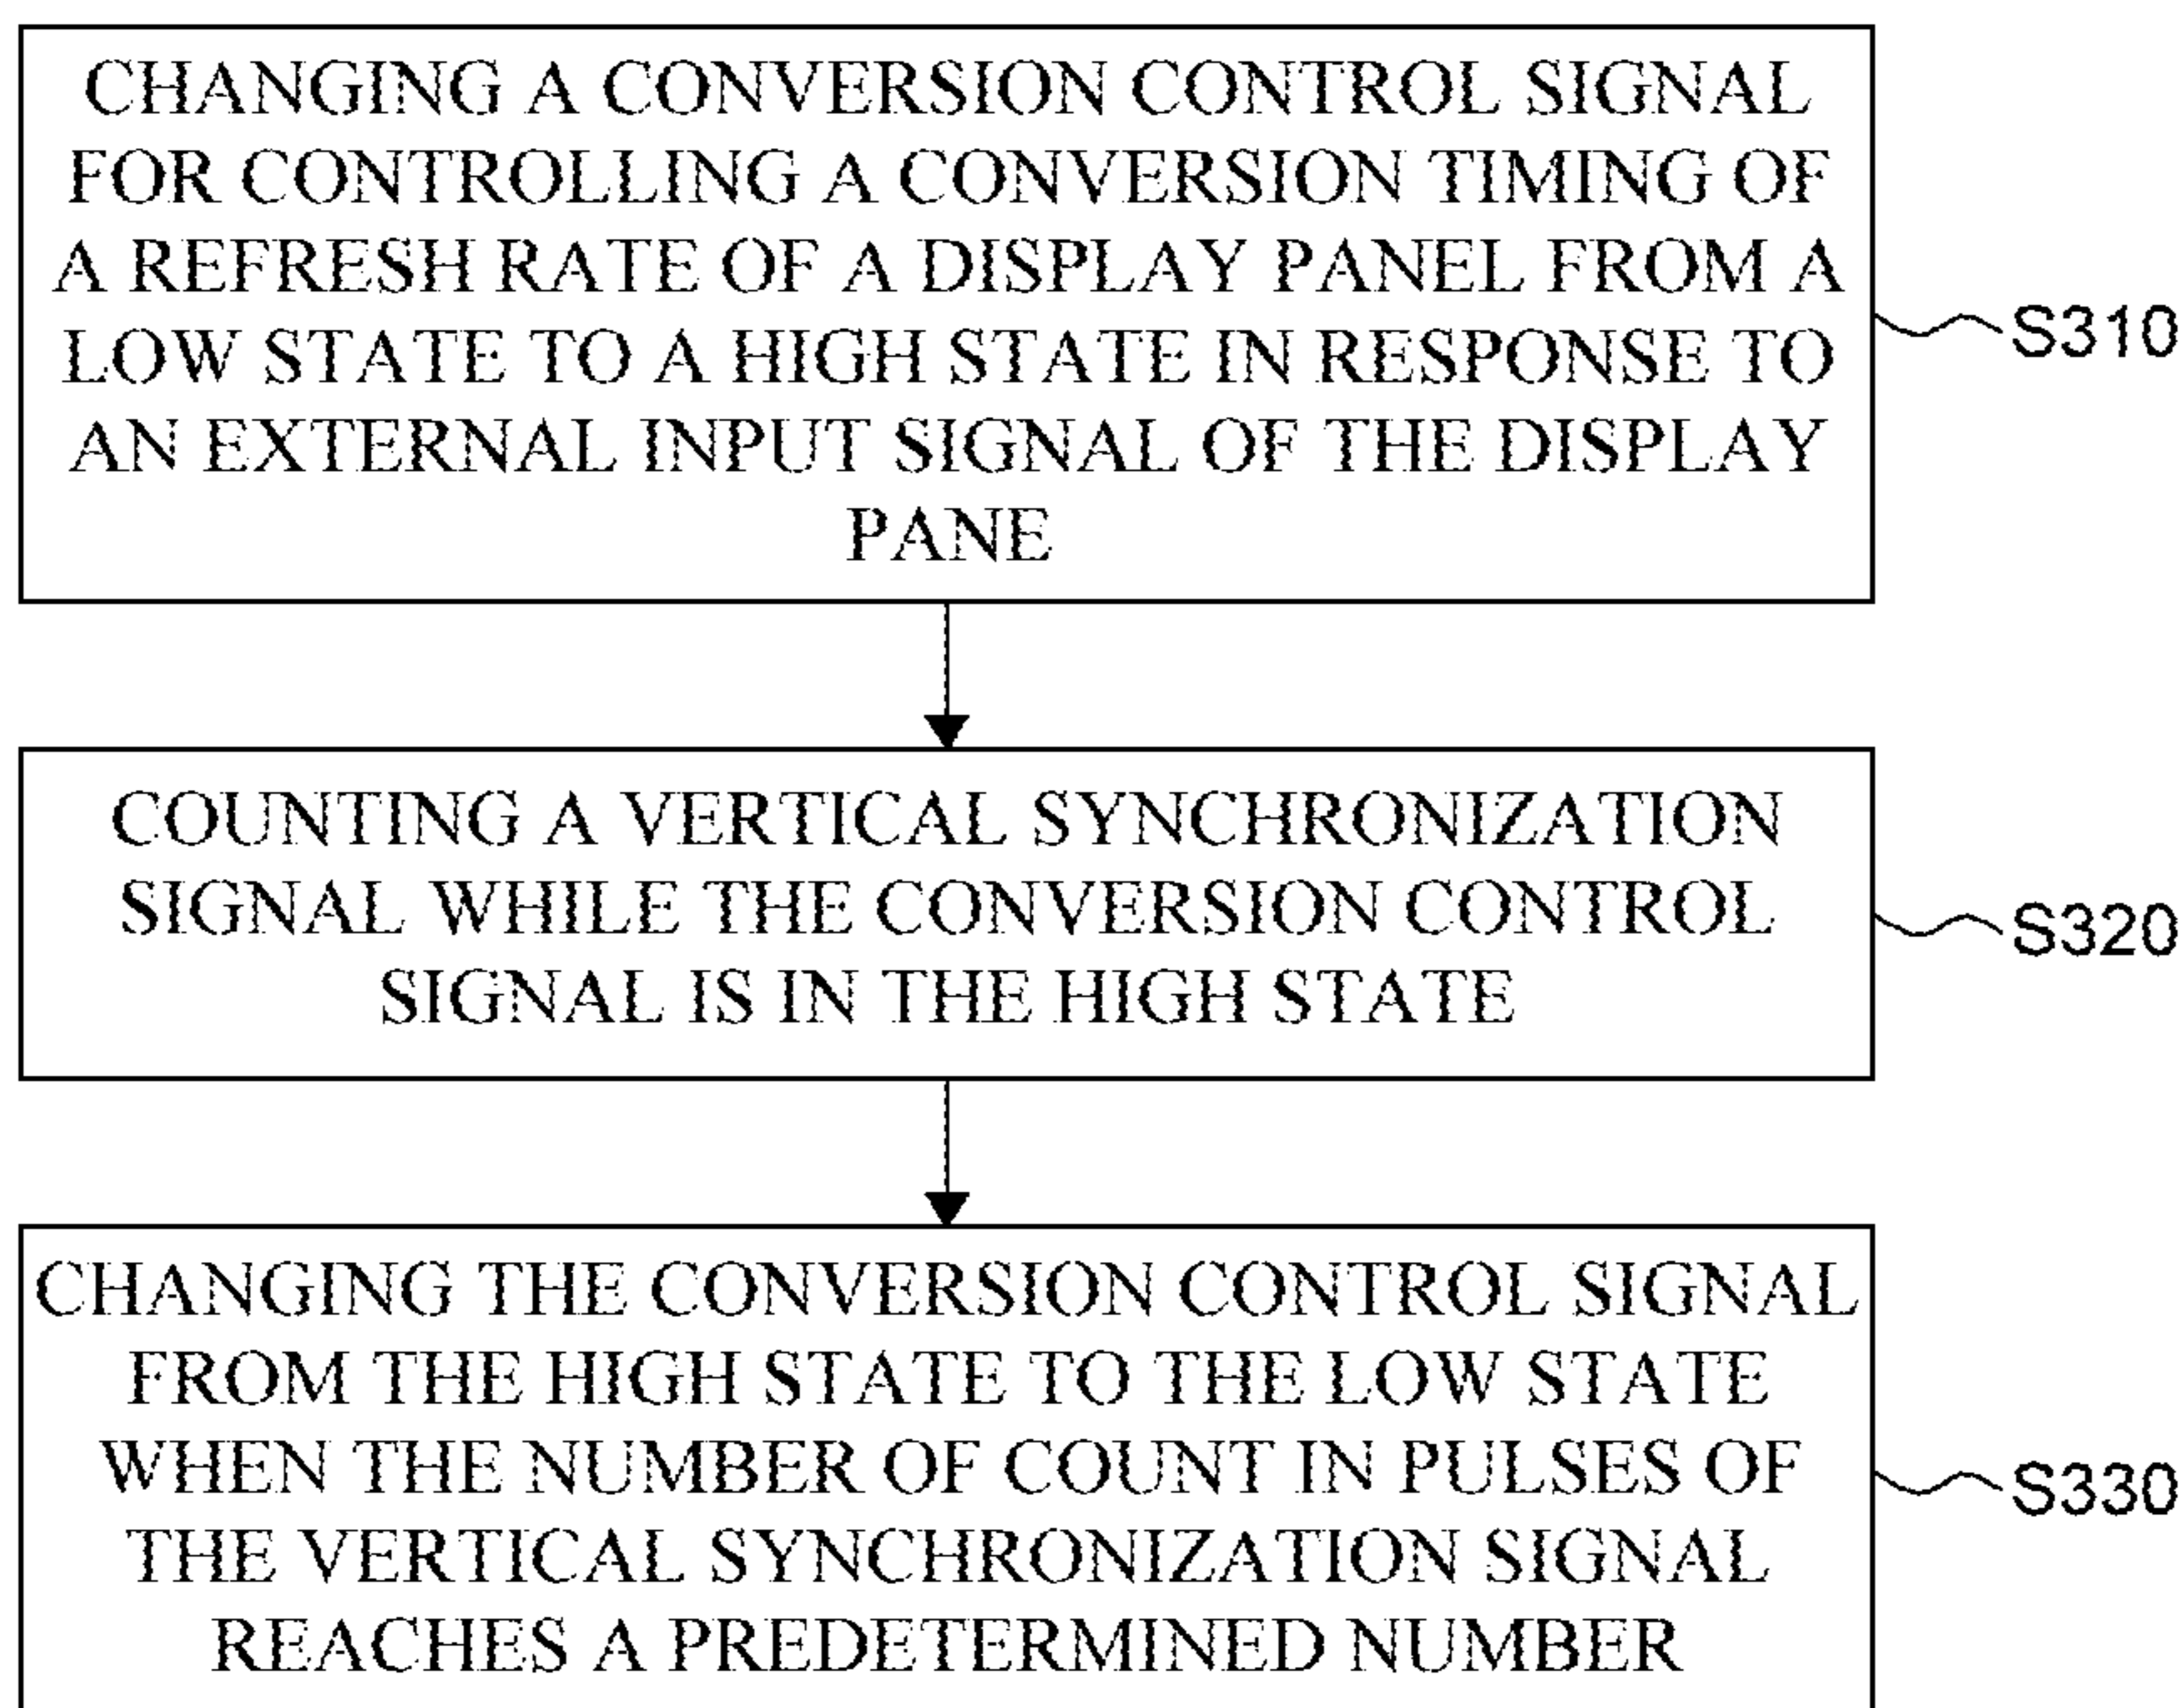 CHANGING A CONVERSION CONTROL SIGNAL
FOR CONTROLLING A CONVERSION TIMING OF
A REFRESH RATE OF A DISPLAY PANEL FROM A
LOW STATE TO A HIGH STATE IN RESPONSE TO
AN EXTERNAL INPUT SIGNAL OF THE DISPLAY
PANE
S310
COUNTING A VERTICAL SYNCHRONIZATION
SIGNAL WHILE THE CONVERSION CONTROL
SIGNAL IS IN THE HIGH STATE
S320
CHANGING THE CONVERSION CONTROL SIGNAL
FROM THE HIGH STATE TO THE LOW STATE
WHEN THE NUMBER OF COUNT IN PULSES OF
THE VERTICAL SYNCHRONIZATION SIGNAL
REACHES A PREDETERMINED NUMBER
S330